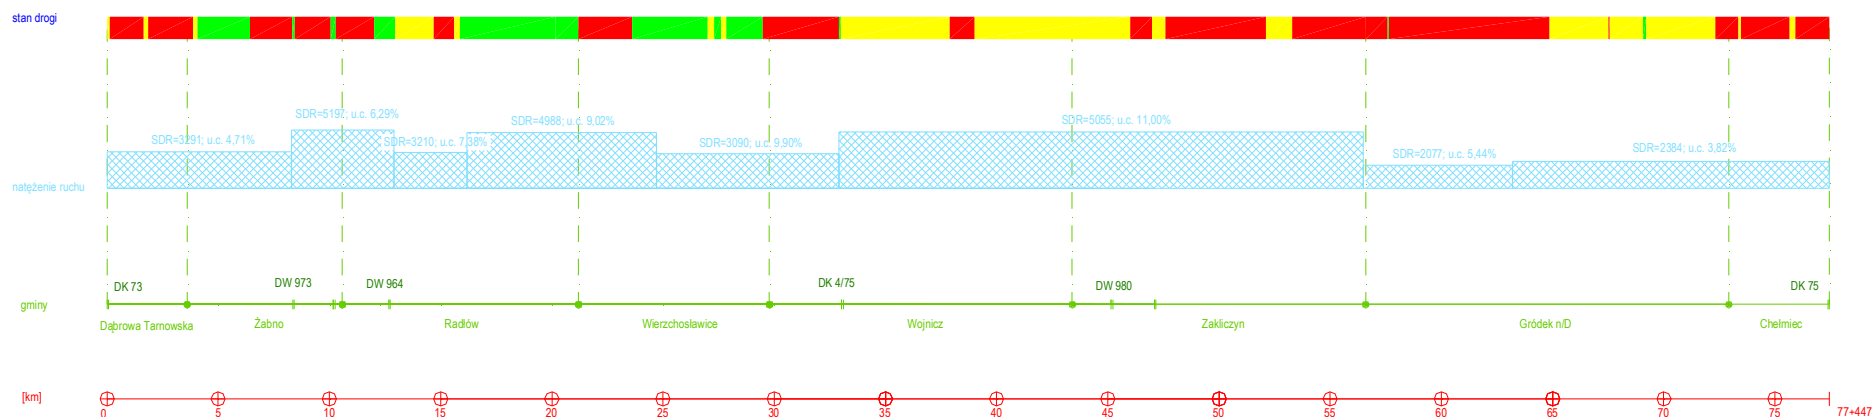 stan drogi
SDR=3291; u.c. 4,71%
SDR=5197; u.c. 6,29%
SDR=3210; u.c. 7,38%
SDR=4988; u.c. 9,02%
SDR=3090; u.c. 9,90%
SDR=5055; u.c. 11,00%
SDR=2077; u.c. 5,44%
SDR=2384; u.c. 3,82%
natężenie ruchu
DK 73
DW 973
DW 964
DK 4/75
DW 980
DK 75
gminy
Dąbrowa Tarnowska
Żabno
Radłów
Wierzchosławice
Wojnicz
Zakliczyn
Gródek n/D
Chełmiec
[km]
0 5 10 15 20 25 30 35 40 45 50 55 60 65 70 75 77+447